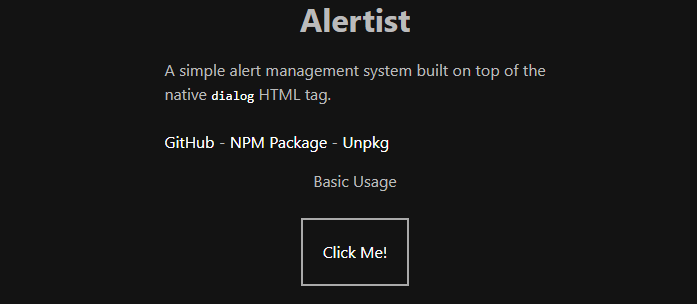 Alertist
A simple alert management system built on top of the
native dialog HTML tag.
GitHub - NPM Package - Unpkg
Basic Usage
Click Me!